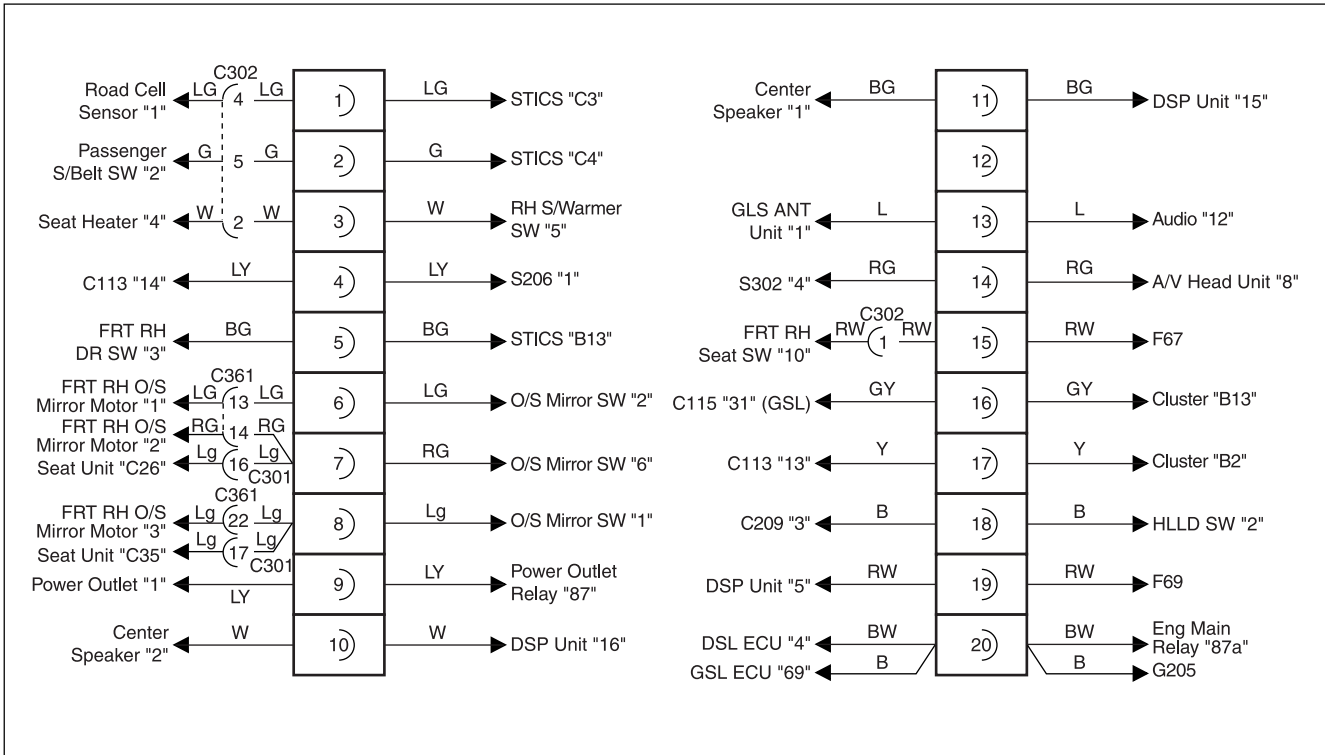 C302
Road Cell LG 4 LG 1 LG STICS "C3"
Sensor "1"
Passenger G 5 G 2 G STICS "C4"
S/Belt SW "2"
Seat Heater "4" W 2 W 3 W RH S/Warmer
SW "5"
C113 "14" LY 4 LY S206 "1"
FRT RH BG 5 BG STICS "B13"
DR SW "3"
C361
FRT RH O/S LG 13 LG 6 LG O/S Mirror SW "2"
Mirror Motor "1"
FRT RH O/S RG 14 RG
Mirror Motor "2"
Seat Unit "C26" Lg 16 Lg 7 RG O/S Mirror SW "6"
C301
C361
FRT RH O/S Lg 22 Lg 8 Lg O/S Mirror SW "1"
Mirror Motor "3"
Seat Unit "C35" Lg 17 Lg
C301
Power Outlet "1" LY 9 LY Power Outlet
Relay "87"
Center W 10 W DSP Unit "16"
Speaker "2"
Center BG 11 BG DSP Unit "15"
Speaker "1"
12
GLS ANT L 13 L Audio "12"
Unit "1"
S302 "4" RG 14 RG A/V Head Unit "8"
C302
FRT RH RW 1 RW 15 RW F67
Seat SW "10"
C115 "31" (GSL) GY 16 GY Cluster "B13"
C113 "13" Y 17 Y Cluster "B2"
C209 "3" B 18 B HLLD SW "2"
DSP Unit "5" RW 19 RW F69
DSL ECU "4" BW 20 BW Eng Main
Relay "87a"
GSL ECU "69" B B G205